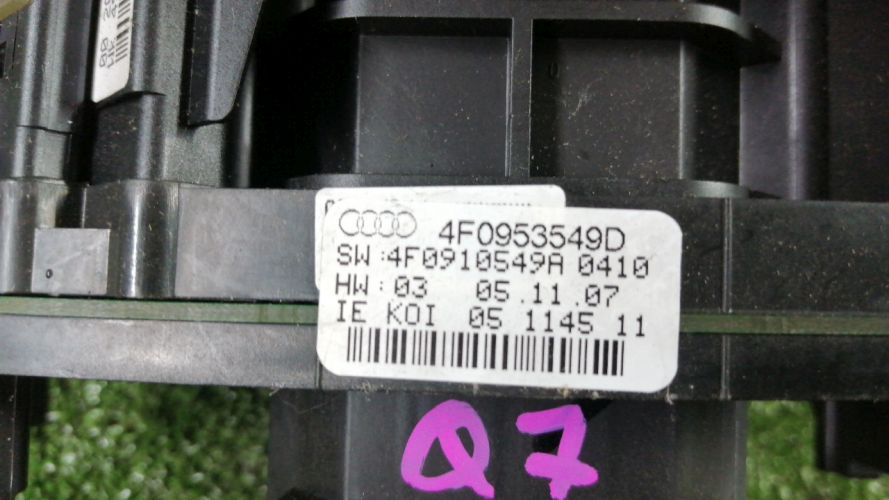 4F0953549D
SW:4F0910549A 0410
HW:03 05.11.07
IE KOI 05 1145 11
Q7